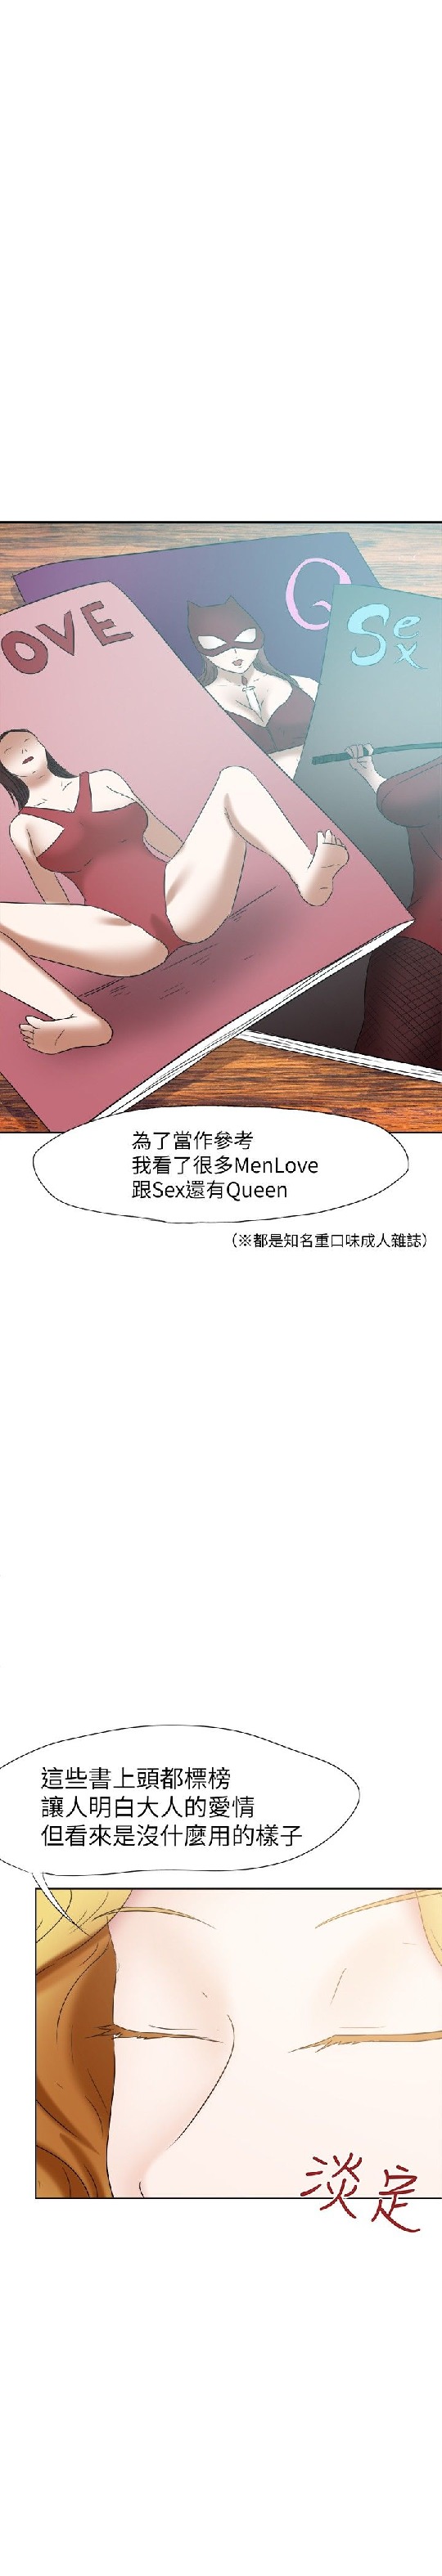 OVE
Q
Sex
為了當作參考
我看了很多MenLove
跟Sex還有Queen
（※都是知名重口味成人雜誌）
這些書上頭都標榜
讓人明白大人的愛情
但看來是沒什麼用的樣子
淡定